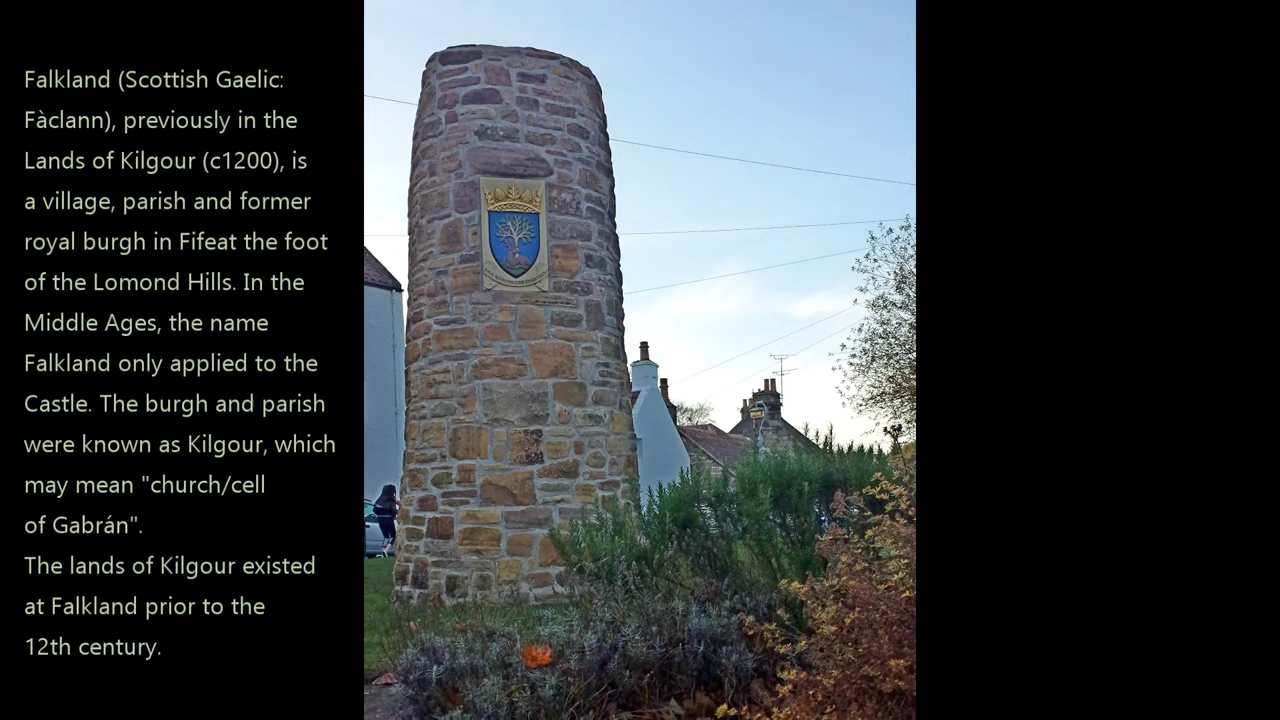 Falkland (Scottish Gaelic:
Fàclann), previously in the
Lands of Kilgour (c1200), is
a village, parish and former
royal burgh in Fifeat the foot
of the Lomond Hills. In the
Middle Ages, the name
Falkland only applied to the
Castle. The burgh and parish
were known as Kilgour, which
may mean "church/cell
of Gabrán".
The lands of Kilgour existed
at Falkland prior to the
12th century.